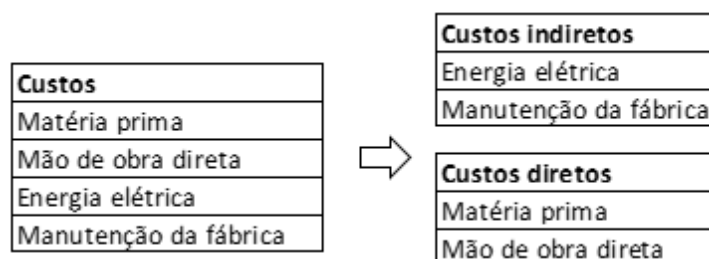 Custos
Matéria prima
Mão de obra direta
Energia elétrica
Manutenção da fábrica
Custos indiretos
Energia elétrica
Manutenção da fábrica
Custos diretos
Matéria prima
Mão de obra direta